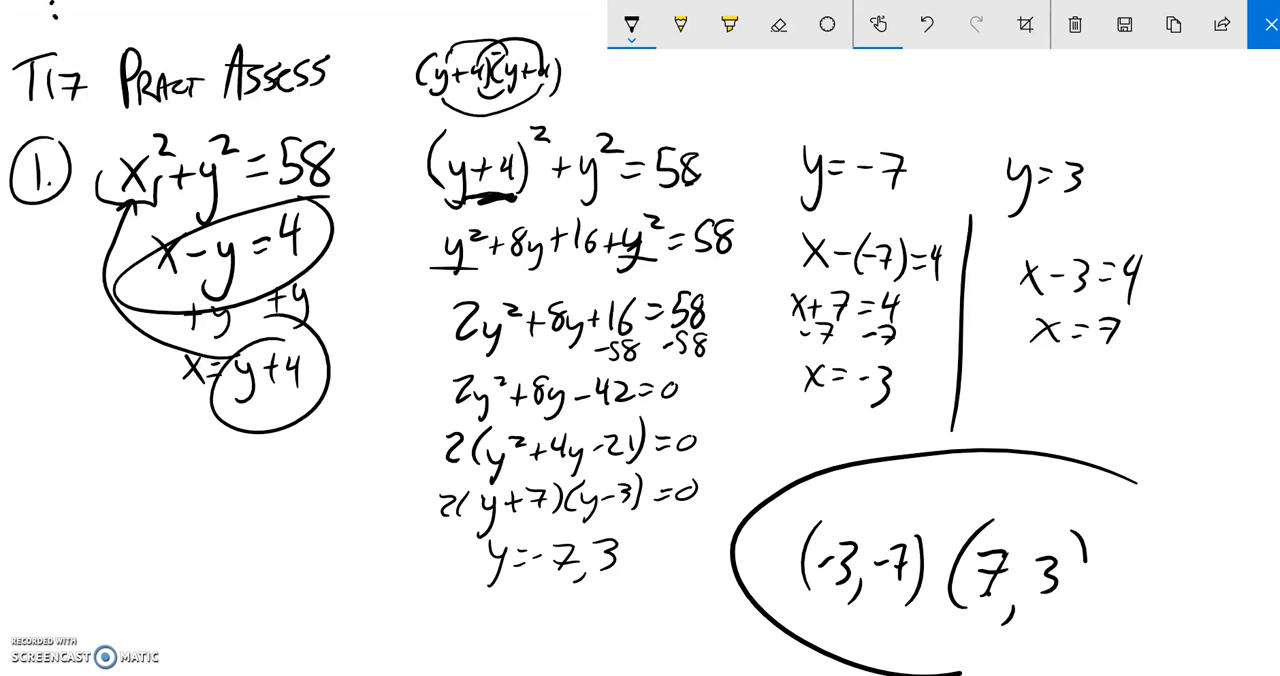 T17 PRACT ASSESS
1.
x² + y² = 58
x - y = 4
+y +y
x = y + 4
(y+4)(y+4)
(y+4)² + y² = 58
y² + 8y + 16 + y² = 58
2y² + 8y + 16 = 58
-58 -58
2y² + 8y - 42 = 0
2(y² + 4y - 21) = 0
2(y+7)(y-3) = 0
y = -7, 3
y = -7
x - (-7) = 4
x + 7 = 4
-7 -7
x = -3
y = 3
x - 3 = 4
x = 7
(-3, -7) (7, 3)
RECORDED WITH
SCREENCAST MATIC